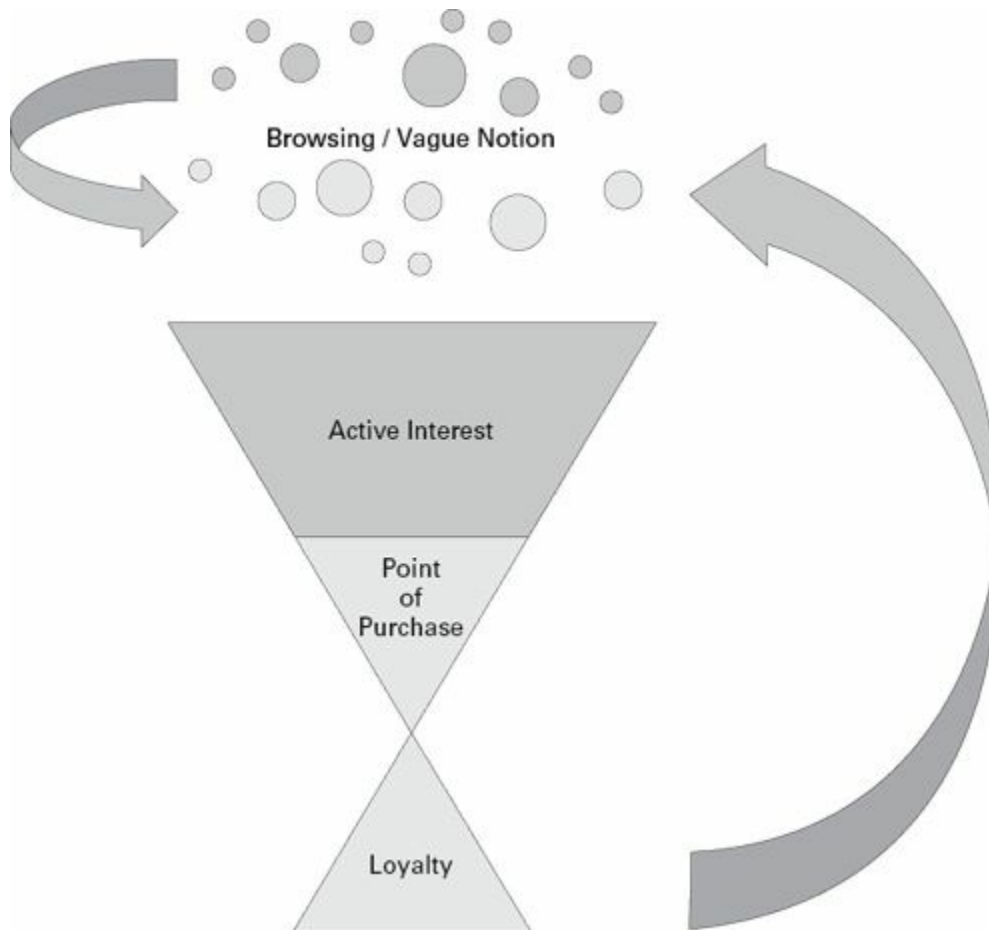 Browsing / Vague Notion
Active Interest
Point
of
Purchase
Loyalty